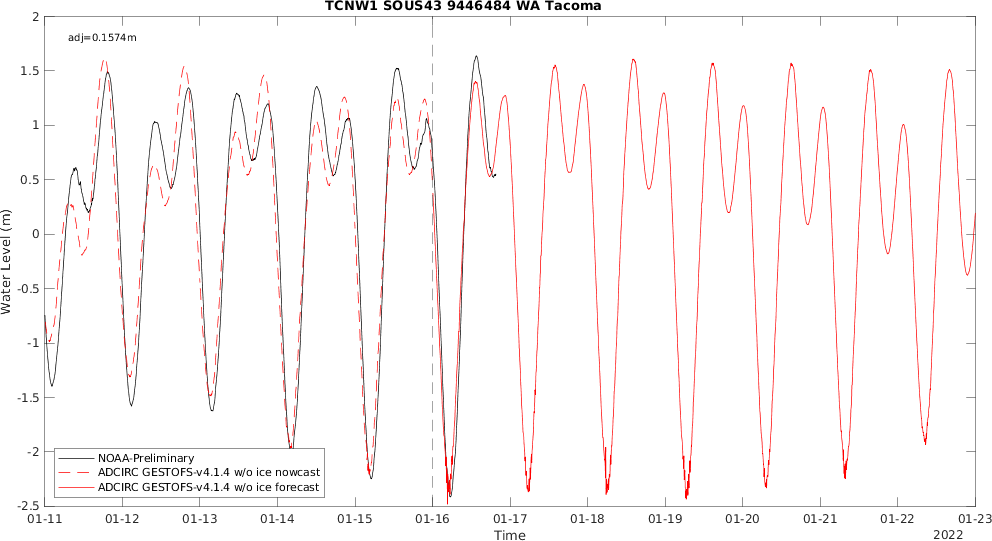 TCNW1 SOUS43 9446484 WA Tacoma
adj=0.1574m
2
1.5
1
0.5
0
-0.5
-1
-1.5
-2
-2.5
Water Level (m)
NOAA-Preliminary
ADCIRC GESTOFS-v4.1.4 w/o ice nowcast
ADCIRC GESTOFS-v4.1.4 w/o ice forecast
01-11 01-12 01-13 01-14 01-15 01-16 01-17 01-18 01-19 01-20 01-21 01-22 01-23
Time
2022